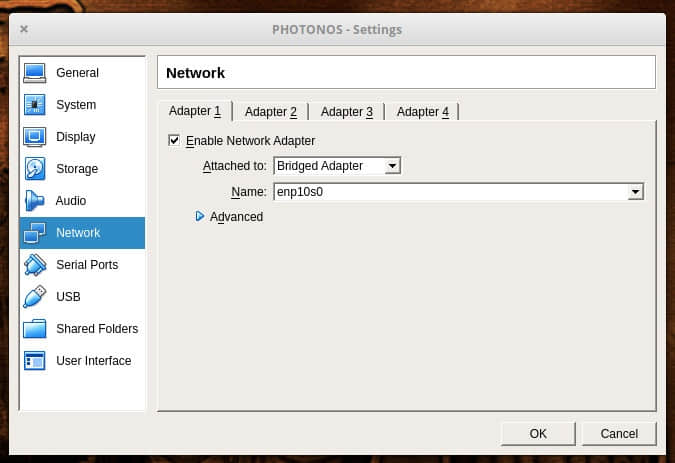 PHOTONOS - Settings
General
System
Display
Storage
Audio
Network
Serial Ports
USB
Shared Folders
User Interface
Network
Adapter 1 Adapter 2 Adapter 3 Adapter 4
Enable Network Adapter
Attached to: Bridged Adapter
Name: enp10s0
Advanced
OK Cancel